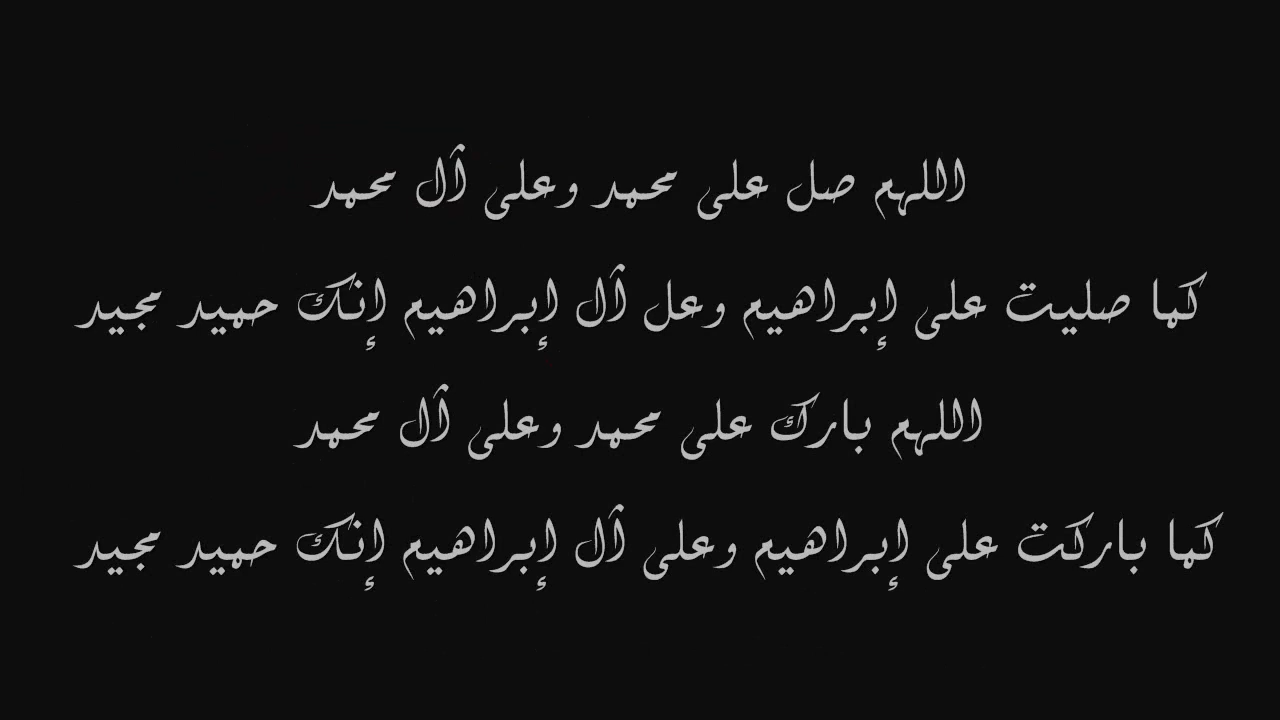 اللهم صل على محمد وعلى آل محمد
كما صليت على إبراهيم وعل آل إبراهيم إنك حميد مجيد
اللهم بارك على محمد وعلى آل محمد
كما باركت على إبراهيم وعلى آل إبراهيم إنك حميد مجيد